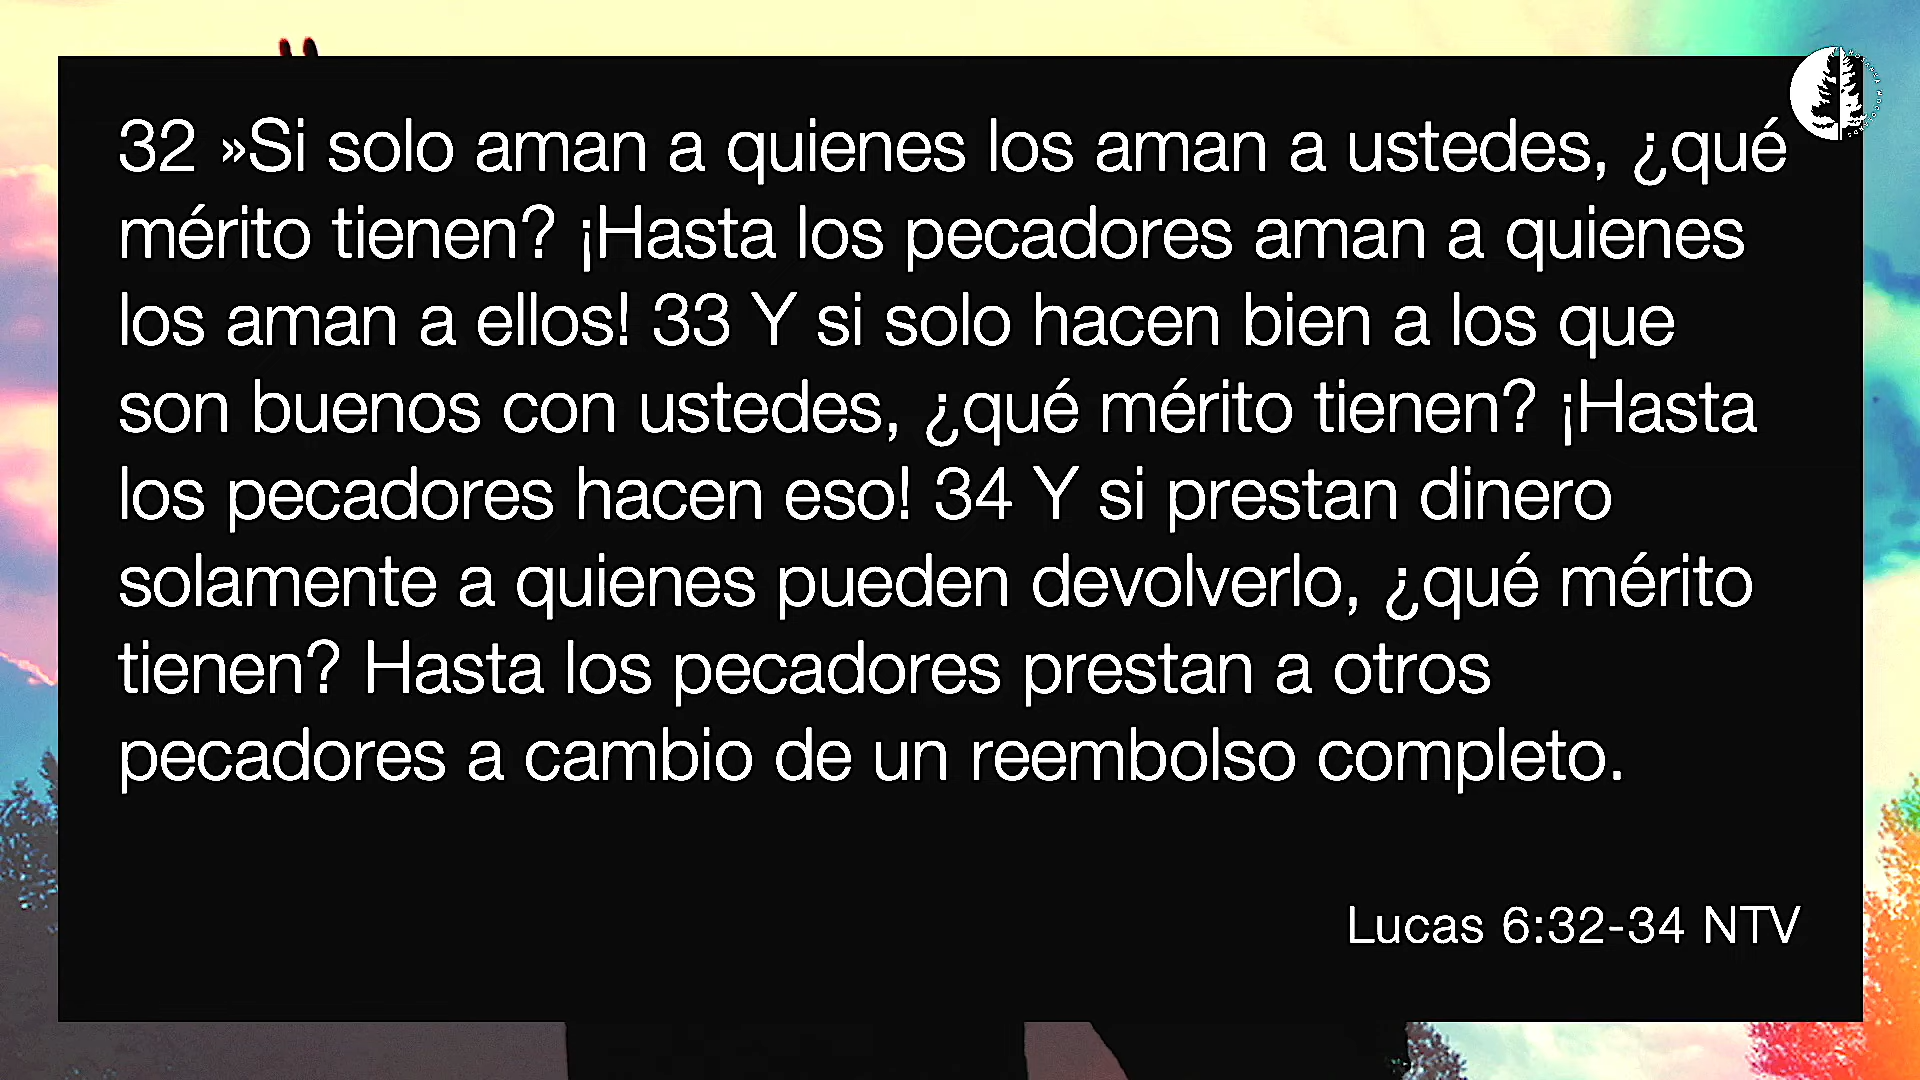 32 »Si solo aman a quienes los aman a ustedes, ¿qué
mérito tienen? ¡Hasta los pecadores aman a quienes
los aman a ellos! 33 Y si solo hacen bien a los que
son buenos con ustedes, ¿qué mérito tienen? ¡Hasta
los pecadores hacen eso! 34 Y si prestan dinero
solamente a quienes pueden devolverlo, ¿qué mérito
tienen? Hasta los pecadores prestan a otros
pecadores a cambio de un reembolso completo.
Lucas 6:32-34 NTV